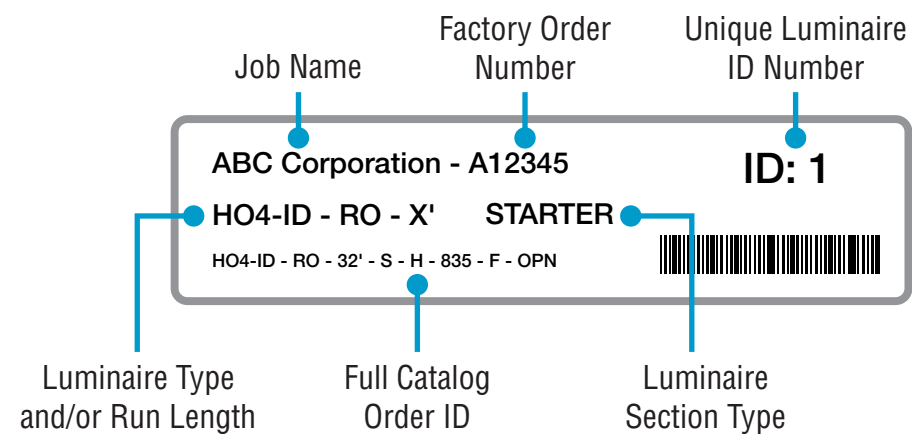 Job Name
Factory Order
Number
Unique Luminaire
ID Number
ABC Corporation - A12345
ID: 1
HO4-ID - RO - X' STARTER
HO4-ID - RO - 32' - S - H - 835 - F - OPN
Luminaire Type
and/or Run Length
Full Catalog
Order ID
Luminaire
Section Type